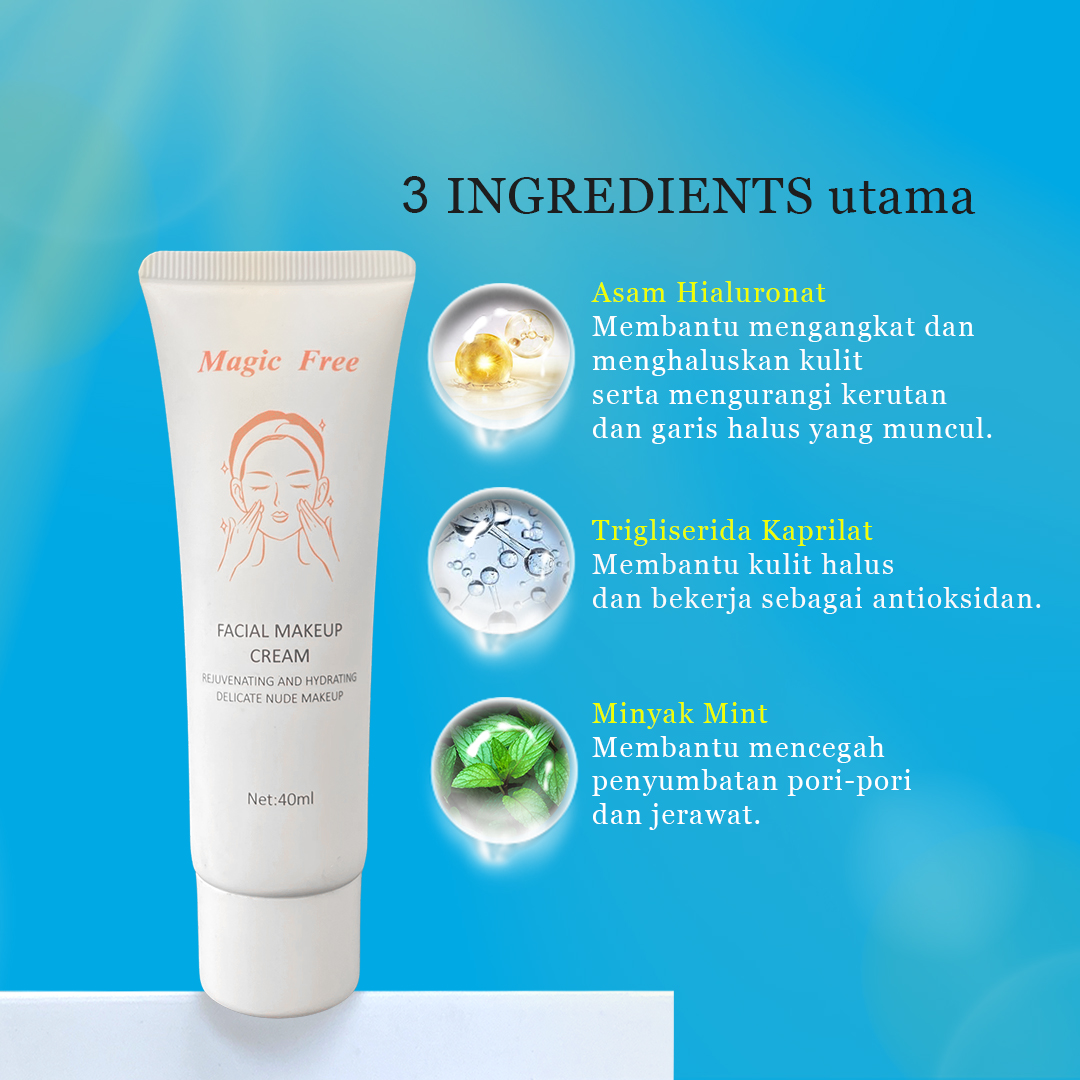 3 INGREDIENTS utama
Asam Hialuronat
Membantu mengangkat dan
menghaluskan kulit
serta mengurangi kerutan
dan garis halus yang muncul.
Trigliserida Kaprilat
Membantu kulit halus
dan bekerja sebagai antioksidan.
Minyak Mint
Membantu mencegah
penyumbatan pori-pori
dan jerawat.
Magic Free
FACIAL MAKEUP
CREAM
REJUVENATING AND HYDRATING
DELICATE NUDE MAKEUP
Net:40ml